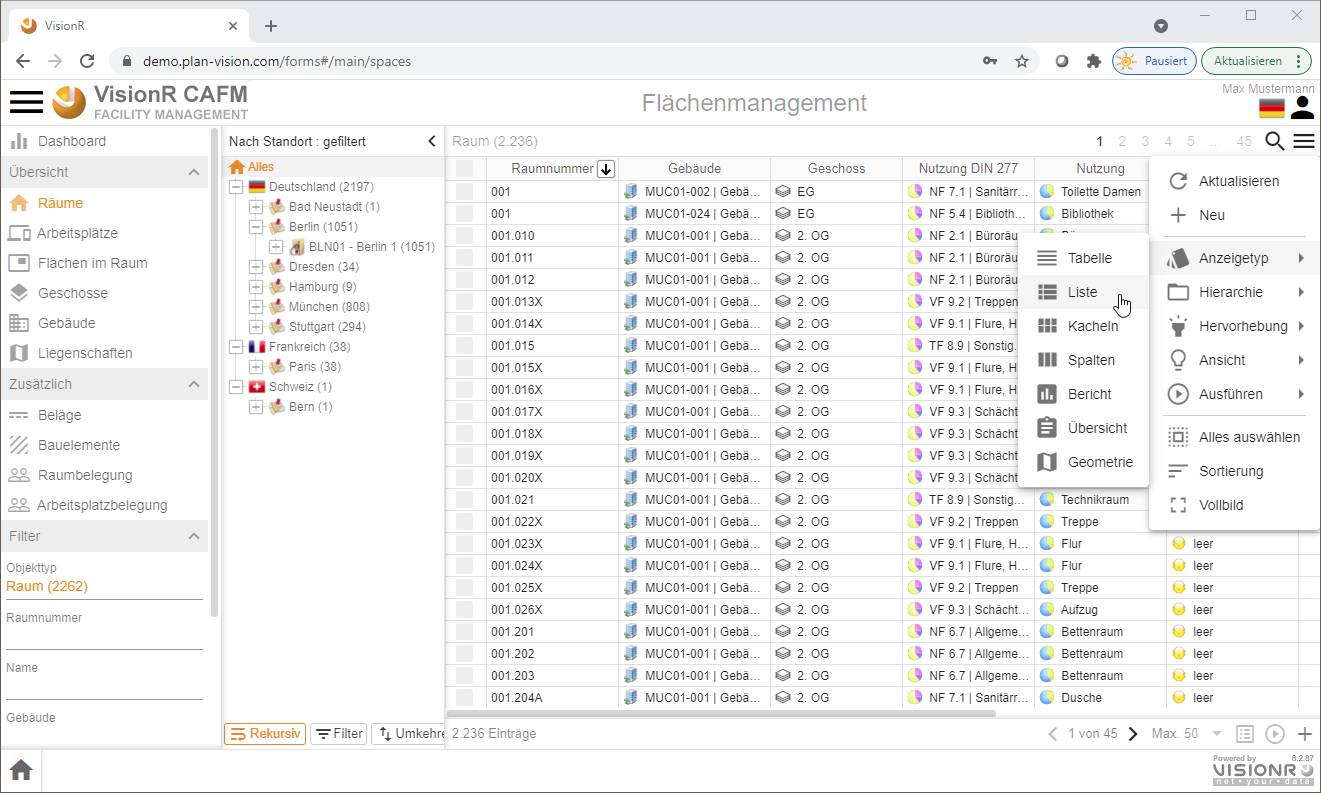 VisionR
demo.plan-vision.com/forms#/main/spaces
Pausiert
Aktualisieren
VisionR CAFM
FACILITY MANAGEMENT
Flächenmanagement
Max Mustermann
Dashboard
Übersicht
Räume
Arbeitsplätze
Flächen im Raum
Geschosse
Gebäude
Liegenschaften
Zusätzlich
Beläge
Bauelemente
Raumbelegung
Arbeitsplatzbelegung
Filter
Objekttyp
Raum (2262)
Raumnummer
Name
Gebäude
Nach Standort : gefiltert
Alles
Deutschland (2197)
Bad Neustadt (1)
Berlin (1051)
BLN01 - Berlin 1 (1051)
Dresden (34)
Hamburg (9)
München (808)
Stuttgart (294)
Frankreich (38)
Paris (38)
Schweiz (1)
Bern (1)
Rekursiv
Filter
Umkehre
Raum (2.236)
1 2 3 4 5 ... 45
Raumnummer Gebäude Geschoss Nutzung DIN 277 Nutzung
001 MUC01-002 | Gebä... EG NF 7.1 | Sanitärr... Toilette Damen
001 MUC01-024 | Gebä... EG NF 5.4 | Biblioth... Bibliothek
001.010 MUC01-001 | Gebä... 2. OG NF 2.1 | Büroräu...
001.011 MUC01-001 | Gebä... 2. OG NF 2.1 | Büroräu
001.012 MUC01-001 | Gebä... 2. OG NF 2.1 | Büroräu
001.013X MUC01-001 | Gebä... 2. OG VF 9.2 | Treppen
001.014X MUC01-001 | Gebä... 2. OG VF 9.1 | Flure, H
001.015 MUC01-001 | Gebä... 2. OG TF 8.9 | Sonstig.
001.015X MUC01-001 | Gebä... 2. OG VF 9.1 | Flure, H
001.016X MUC01-001 | Gebä... 2. OG VF 9.1 | Flure, H
001.017X MUC01-001 | Gebä... 2. OG VF 9.3 | Schächt
001.018X MUC01-001 | Gebä... 2. OG VF 9.3 | Schächt
001.019X MUC01-001 | Gebä... 2. OG VF 9.3 | Schächt
001.020X MUC01-001 | Gebä... 2. OG VF 9.3 | Schächt
001.021 MUC01-001 | Gebä... 2. OG TF 8.9 | Sonstig... Technikraum
001.022X MUC01-001 | Gebä... 2. OG VF 9.2 | Treppen Treppe
001.023X MUC01-001 | Gebä... 2. OG VF 9.1 | Flure, H... Flur leer
001.024X MUC01-001 | Gebä... 2. OG VF 9.1 | Flure, H... Flur leer
001.025X MUC01-001 | Gebä... 2. OG VF 9.2 | Treppen Treppe leer
001.026X MUC01-001 | Gebä... 2. OG VF 9.3 | Schächt... Aufzug leer
001.201 MUC01-001 | Gebä... 2. OG NF 6.7 | Allgeme... Bettenraum leer
001.202 MUC01-001 | Gebä... 2. OG NF 6.7 | Allgeme... Bettenraum leer
001.203 MUC01-001 | Gebä... 2. OG NF 6.7 | Allgeme... Bettenraum leer
001.204A MUC01-001 | Gebä... 2. OG NF 7.1 | Sanitärr... Dusche leer
Tabelle
Liste
Kacheln
Spalten
Bericht
Übersicht
Geometrie
Aktualisieren
Neu
Anzeigetyp
Hierarchie
Hervorhebung
Ansicht
Ausführen
Alles auswählen
Sortierung
Vollbild
2.236 Einträge
1 von 45
Max. 50
Powered by 8.2.87
VISIONR
net · your · data